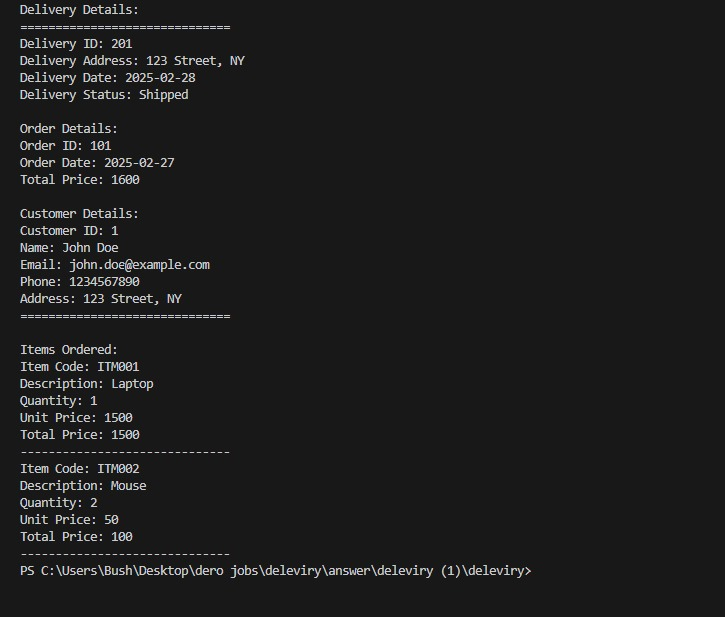 Delivery Details:
==============================
Delivery ID: 201
Delivery Address: 123 Street, NY
Delivery Date: 2025-02-28
Delivery Status: Shipped

Order Details:
Order ID: 101
Order Date: 2025-02-27
Total Price: 1600

Customer Details:
Customer ID: 1
Name: John Doe
Email: john.doe@example.com
Phone: 1234567890
Address: 123 Street, NY
==============================

Items Ordered:
Item Code: ITM001
Description: Laptop
Quantity: 1
Unit Price: 1500
Total Price: 1500
------------------------------
Item Code: ITM002
Description: Mouse
Quantity: 2
Unit Price: 50
Total Price: 100
------------------------------
PS C:\Users\Bush\Desktop\dero jobs\deleviry\answer\deleviry (1)\deleviry>